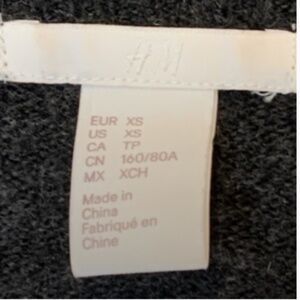 H&M
EUR XS
US XS
CA TP
CN 160/80A
MX XCH
Made in
China
Fabriqué en
Chine